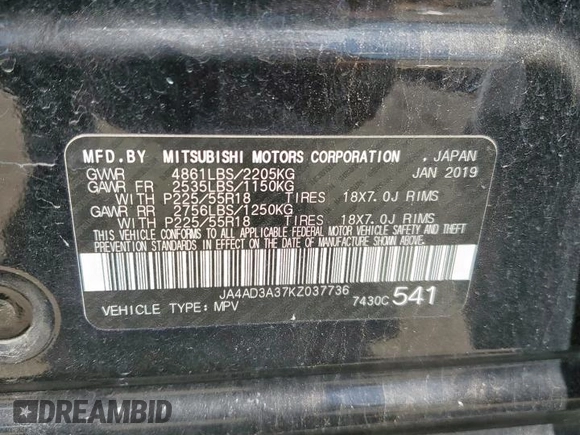 MFD.BY MITSUBISHI MOTORS CORPORATION . JAPAN
GVWR 4861LBS/2205KG JAN 2019
GAWR FR 2535LBS/1150KG
WITH P225/55R18 TIRES 18X7.0J RIMS
GAWR RR 2756LBS/1250KG
WITH P225/55R18 TIRES 18X7.0J RIMS
THIS VEHICLE CONFORMS TO ALL APPLICABLE FEDERAL MOTOR VEHICLE SAFETY AND THEFT
PREVENTION STANDARDS IN EFFECT ON THE DATE OF MANUFACTURE SHOWN ABOVE.
JA4AD3A37KZ037736
VEHICLE TYPE:MPV 7430C 541
DREAMBID